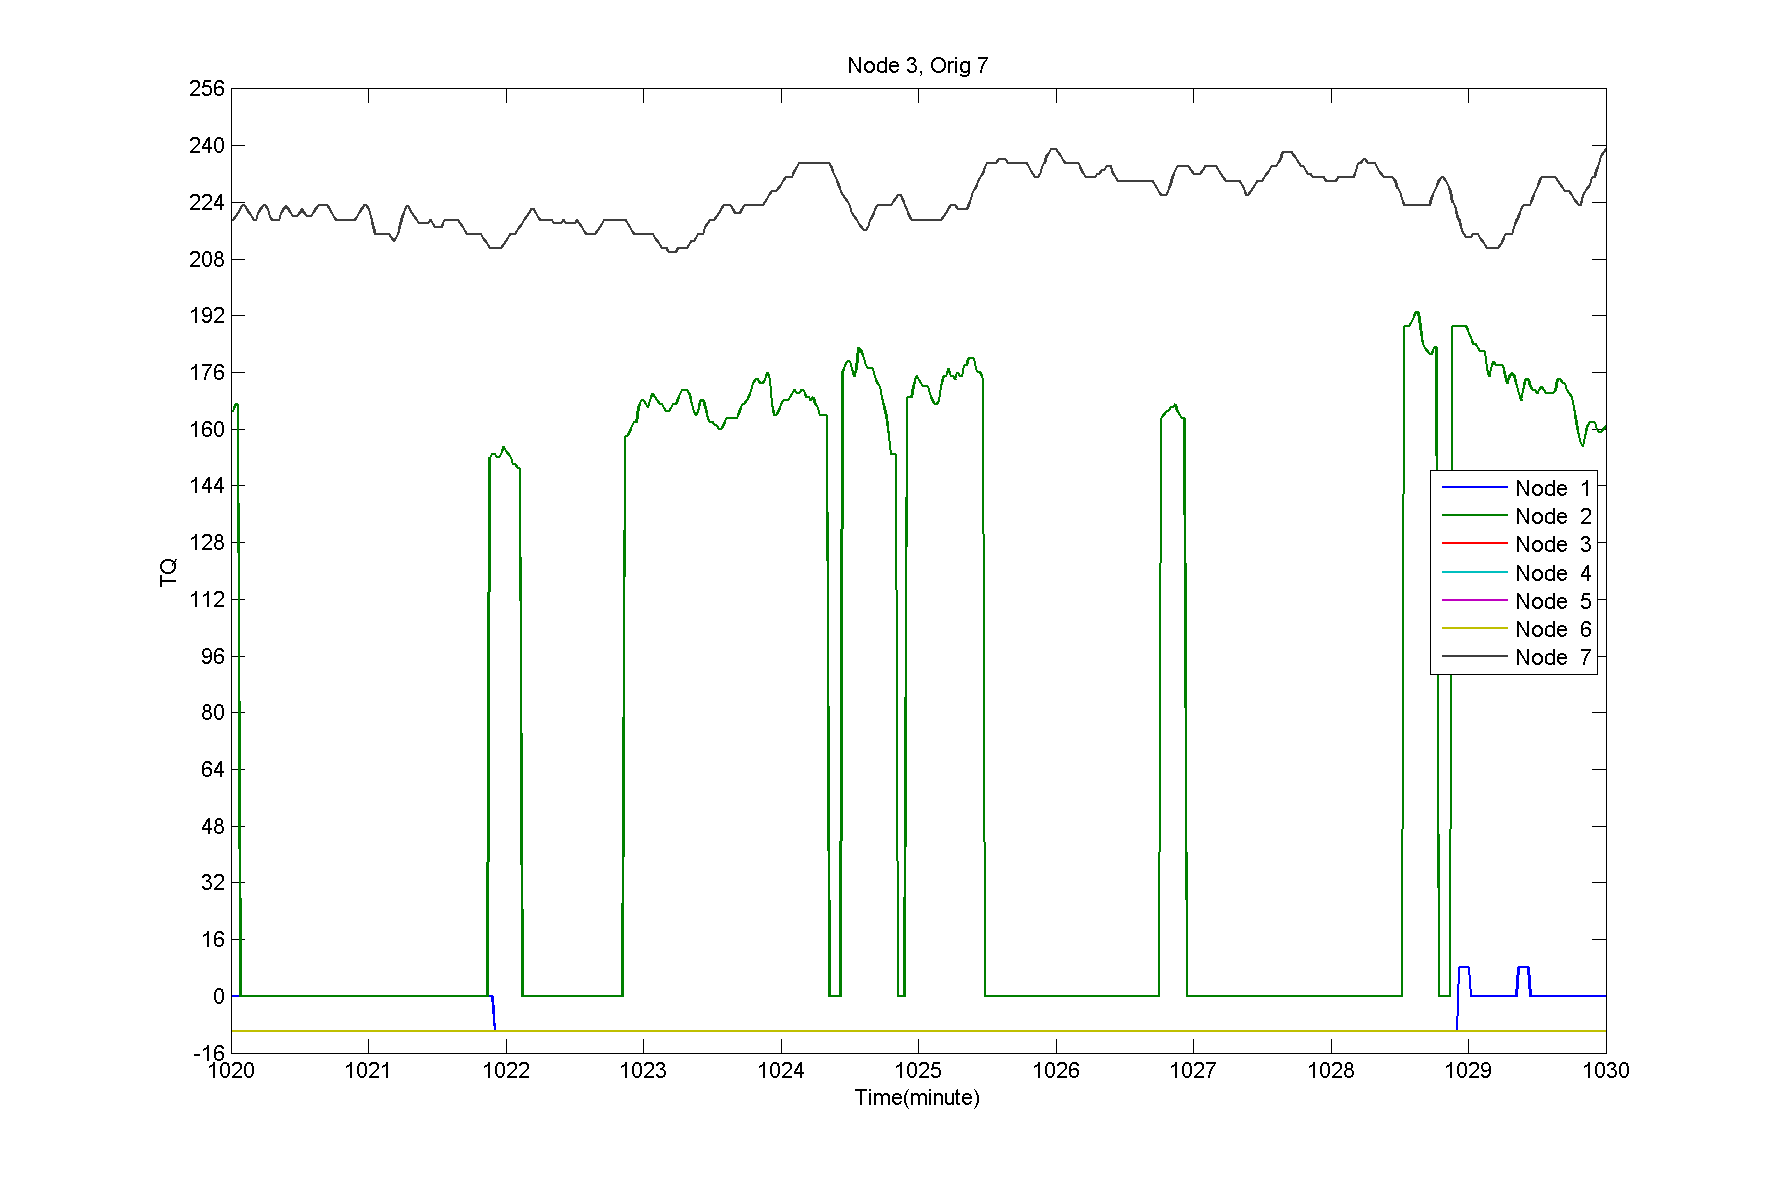 Node 3, Orig 7
256
240
224
208
192
176
160
144
128
112
96
80
64
48
32
16
0
-16
TQ
Node 1
Node 2
Node 3
Node 4
Node 5
Node 6
Node 7
1020 1021 1022 1023 1024 1025 1026 1027 1028 1029 1030
Time(minute)